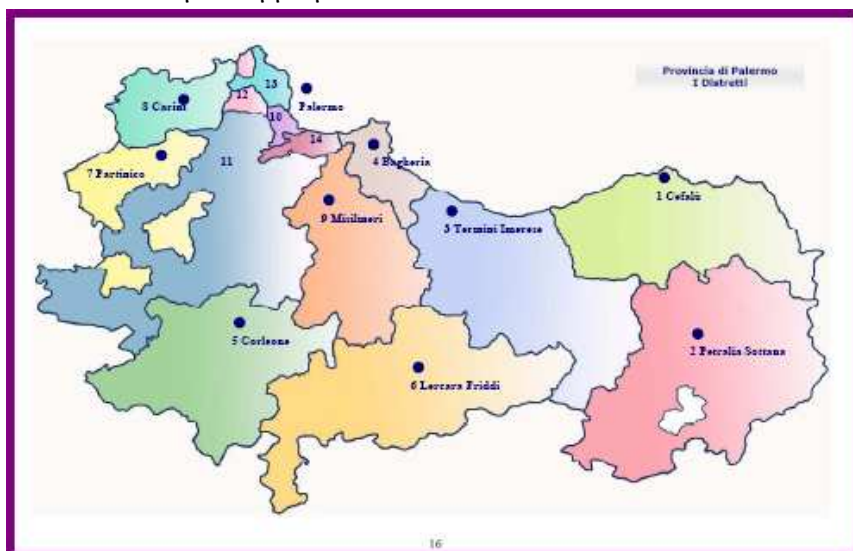 Provincia di Palermo
I Distretti
13
8 Carini
12
Palermo
10
14
4 Bagheria
11
7 Partinico
1 Cefalù
9 Misilmeri
3 Termini Imerese
5 Corleone
2 Petralia Sottana
6 Lercara Friddi
16